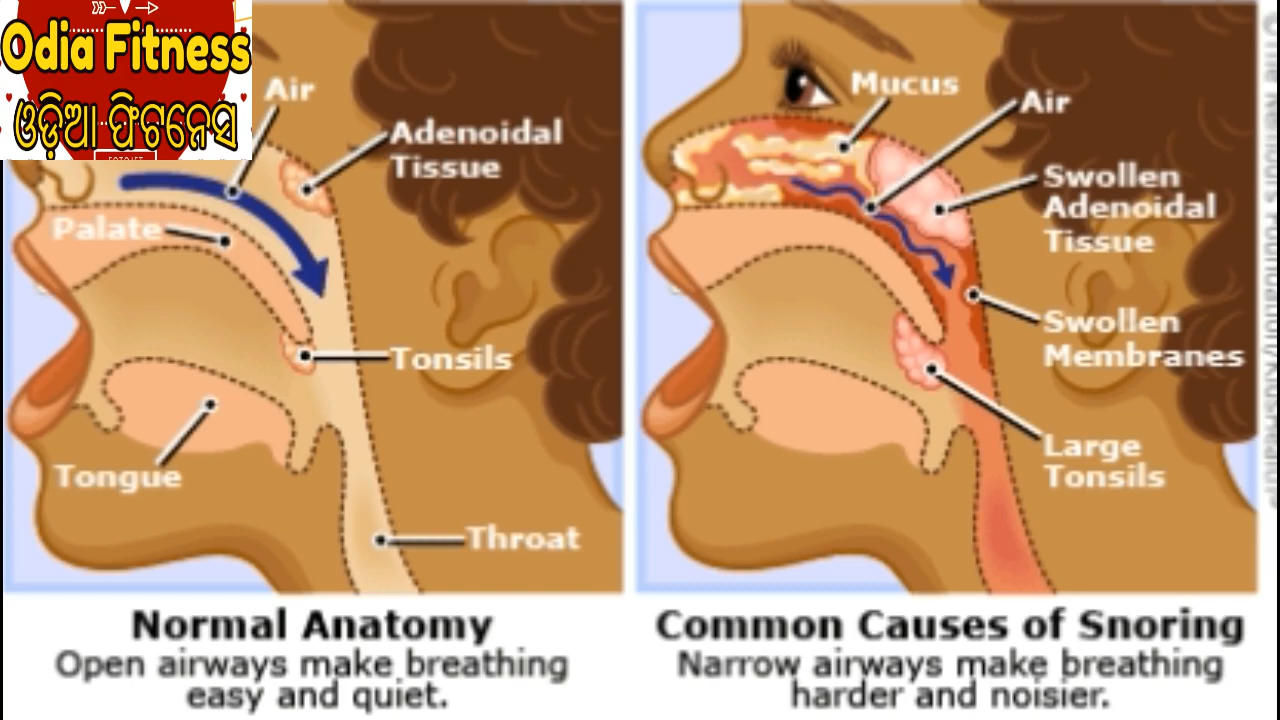 Odia Fitness
ଓଡ଼ିଆ ଫିଟନେସ
FOTOJET
Air
Adenoidal
Tissue
Palate
Tonsils
Tongue
Throat
Normal Anatomy
Open airways make breathing
easy and quiet.
Mucus
Air
Swollen
Adenoidal
Tissue
Swollen
Membranes
Large
Tonsils
Common Causes of Snoring
Narrow airways make breathing
harder and noisier.